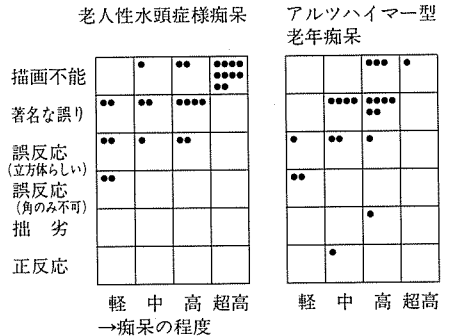 老人性水頭症様痴呆
アルツハイマー型
老年痴呆
描画不能
著名な誤り
誤反応
(立方体らしい)
誤反応
(角のみ不可)
拙 劣
正反応
軽 中 高 超高
軽 中 高 超高
→痴呆の程度